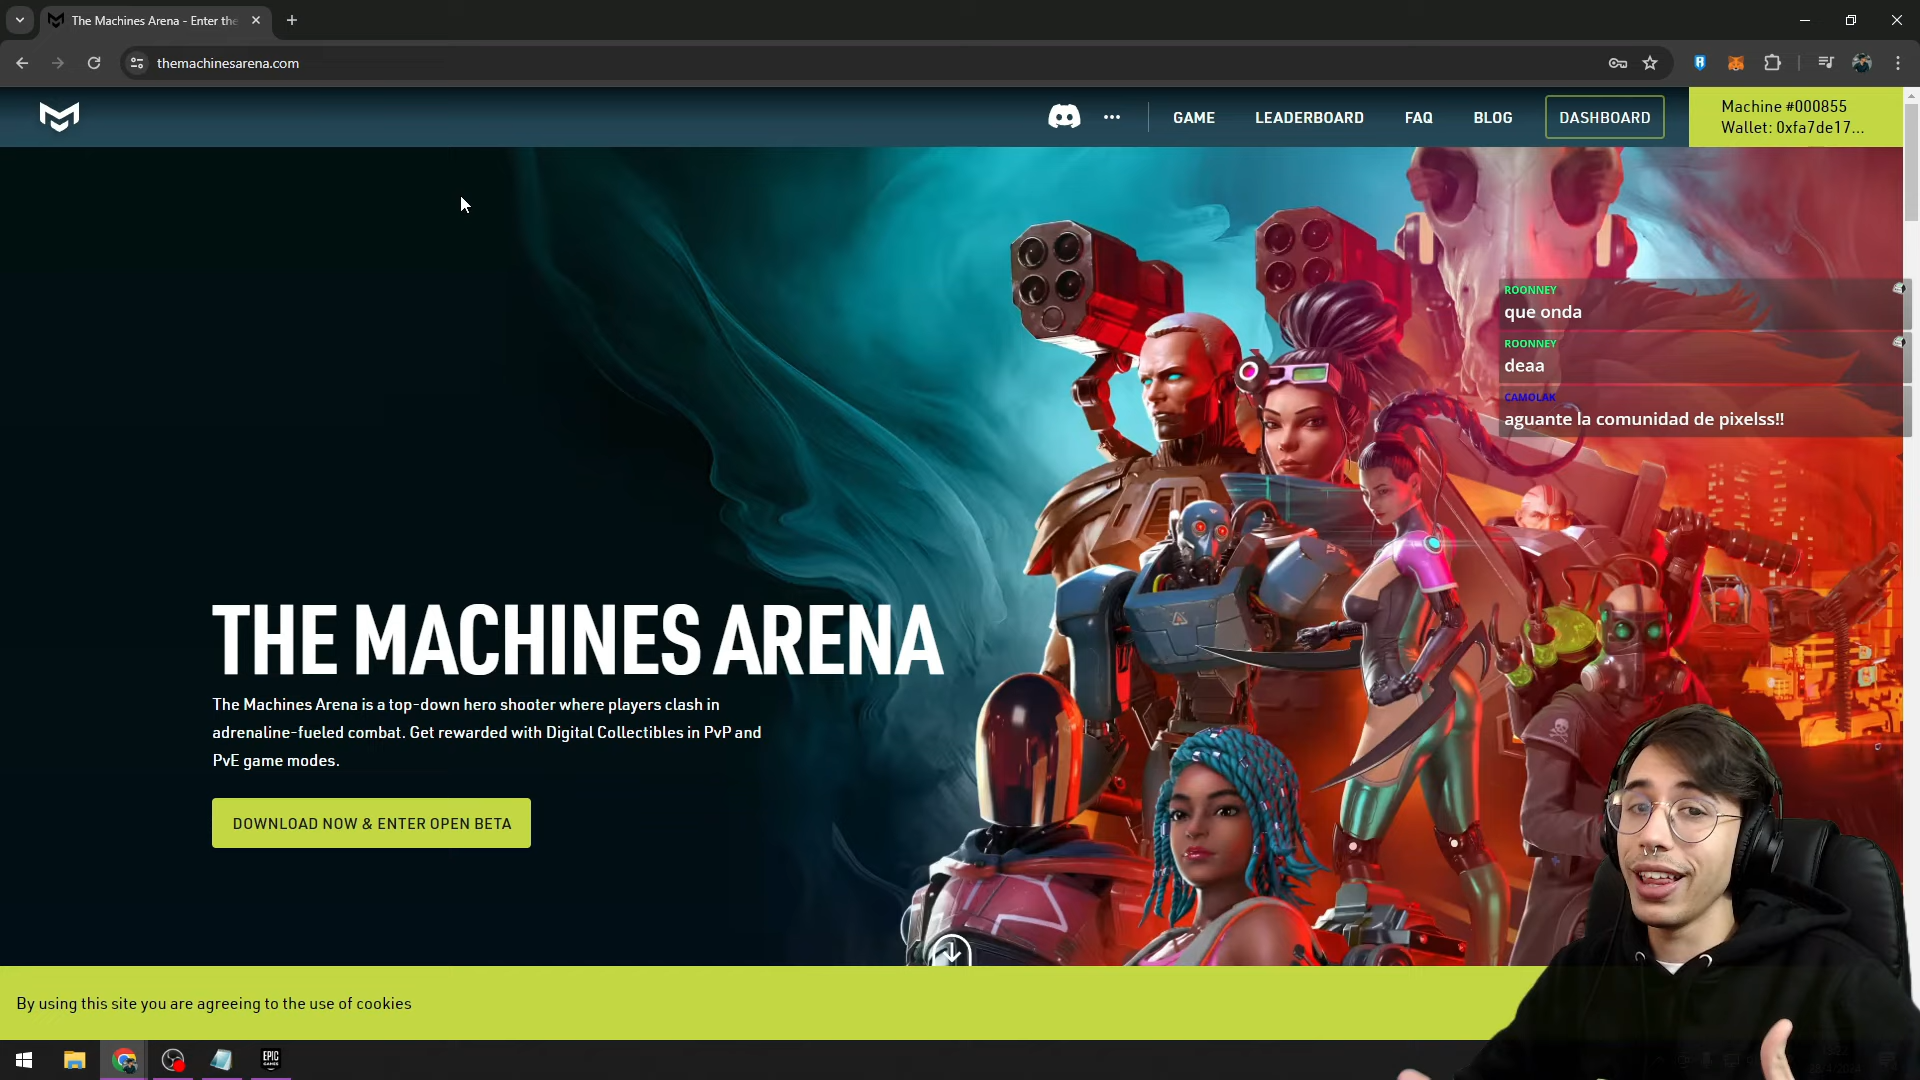 The Machines Arena - Enter the
themachinesarena.com
GAME
LEADERBOARD
FAQ
BLOG
DASHBOARD
Machine #000855
Wallet: 0xfa7de17...
ROONNEY
que onda
ROONNEY
deaa
CAMOLAK
aguante la comunidad de pixelss!!
THE MACHINES ARENA
The Machines Arena is a top-down hero shooter where players clash in
adrenaline-fueled combat. Get rewarded with Digital Collectibles in PvP and
PvE game modes.
DOWNLOAD NOW & ENTER OPEN BETA
By using this site you are agreeing to the use of cookies
EPIC
GAMES